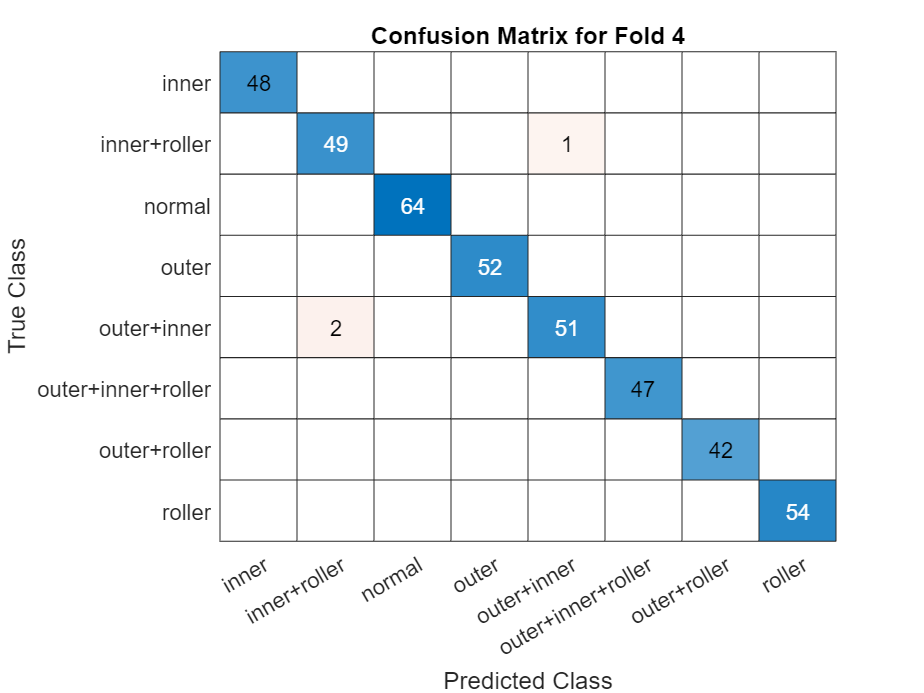 Confusion Matrix for Fold 4
True Class
inner 48
inner+roller 49 1
normal 64
outer 52
outer+inner 2 51
outer+inner+roller 47
outer+roller 42
roller 54
inner inner+roller normal outer outer+inner outer+inner+roller outer+roller roller
Predicted Class